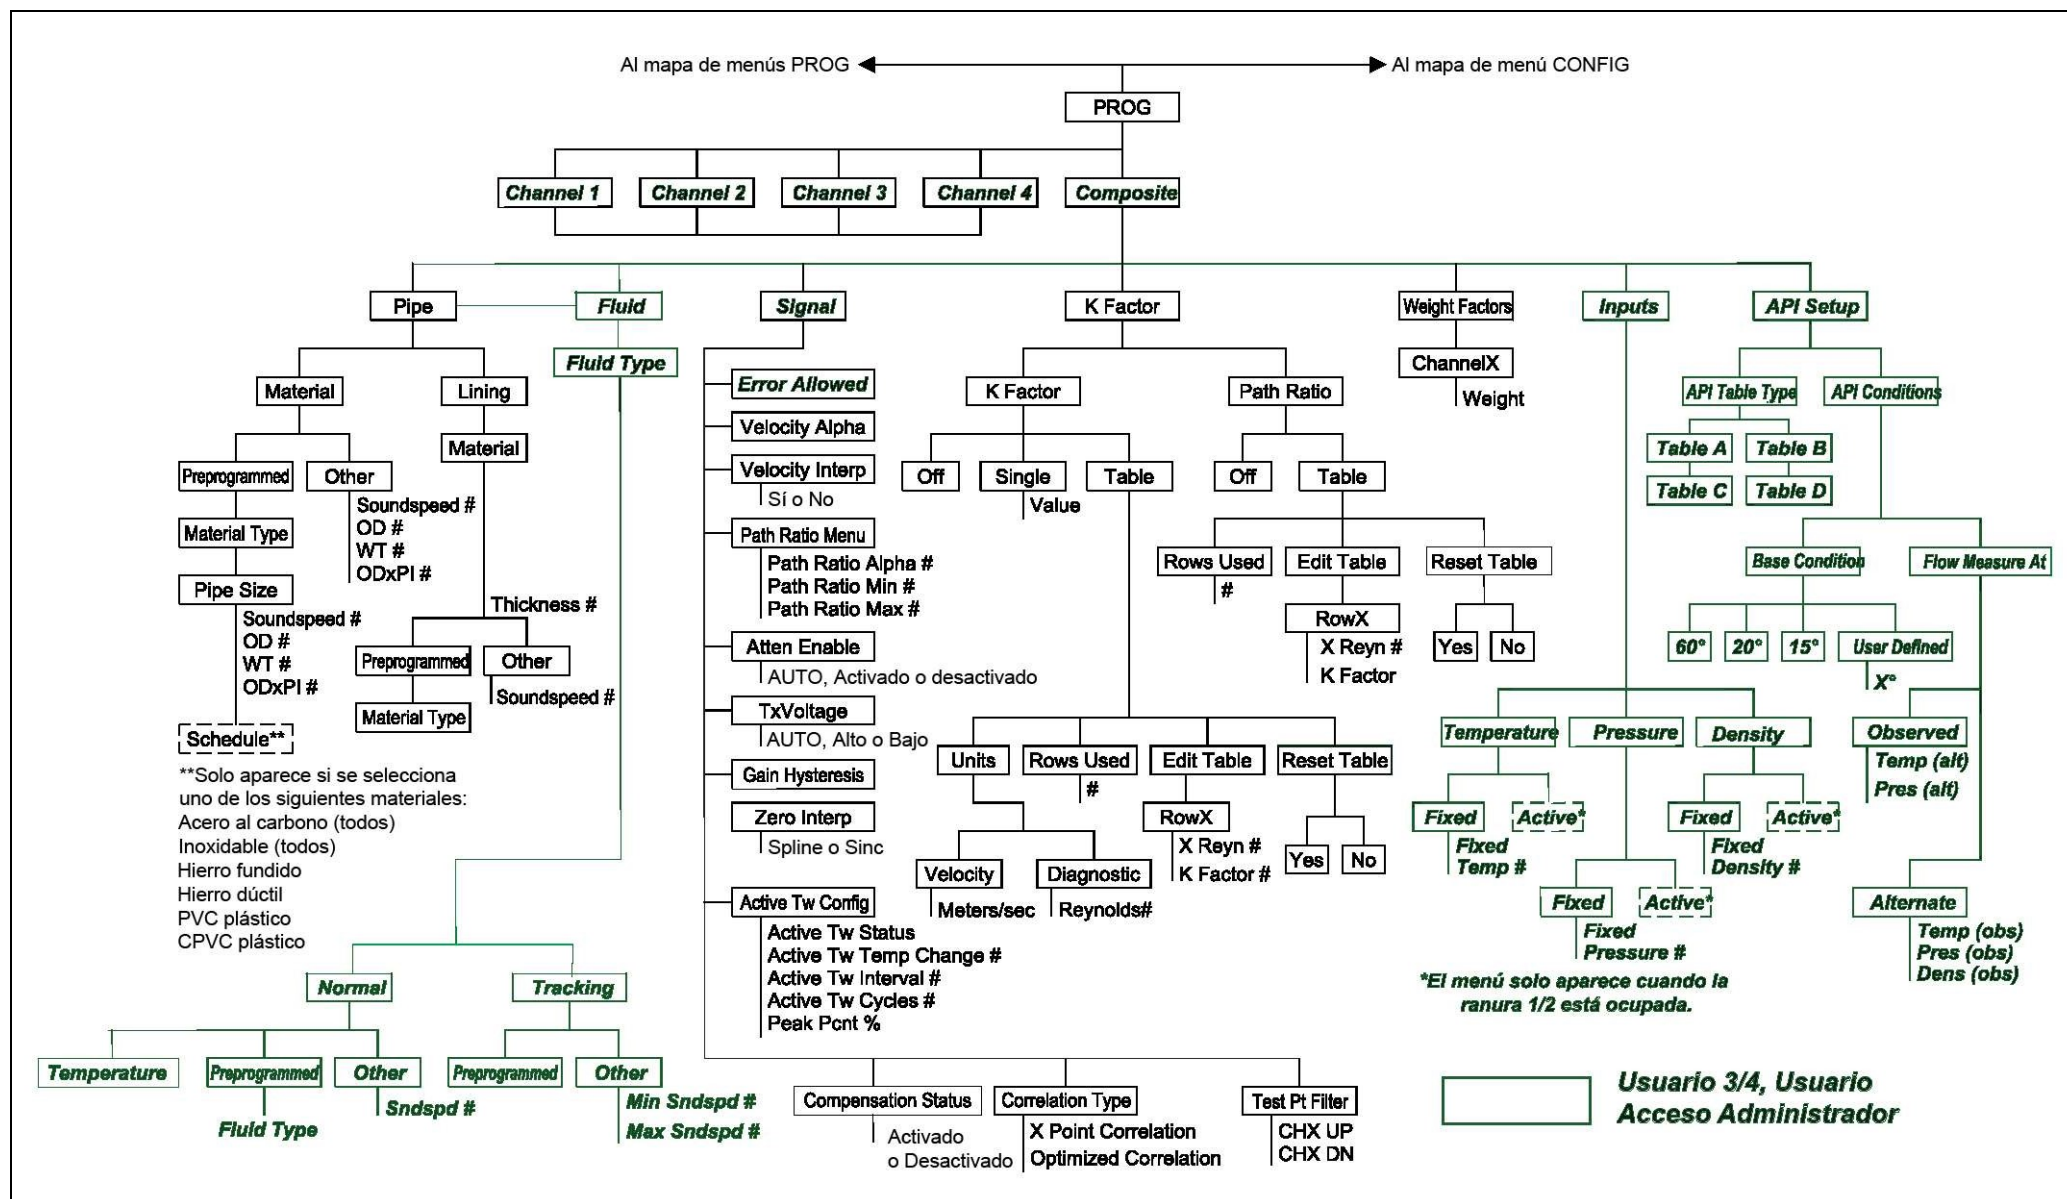 Al mapa de menús PROG
Al mapa de menú CONFIG
PROG
Channel 1
Channel 2
Channel 3
Channel 4
Composite
Pipe
Fluid
Signal
K Factor
Weight Factors
Inputs
API Setup
Fluid Type
Material
Lining
Material
Preprogrammed
Other
Soundspeed #
OD #
WT #
ODxPI #
Material Type
Pipe Size
Soundspeed #
OD #
WT #
ODxPI #
Schedule**
**Solo aparece si se selecciona
uno de los siguientes materiales:
Acero al carbono (todos)
Inoxidable (todos)
Hierro fundido
Hierro dúctil
PVC plástico
CPVC plástico
Thickness #
Preprogrammed
Other
Soundspeed #
Material Type
Normal
Tracking
Temperature
Preprogrammed
Other
Fluid Type
Sndspd #
Preprogrammed
Other
Min Sndspd #
Max Sndspd #
Error Allowed
Velocity Alpha
Velocity Interp
Sí o No
Path Ratio Menu
Path Ratio Alpha #
Path Ratio Min #
Path Ratio Max #
Atten Enable
AUTO, Activado o desactivado
TxVoltage
AUTO, Alto o Bajo
Gain Hysteresis
Zero Interp
Spline o Sinc
Active Tw Config
Active Tw Status
Active Tw Temp Change #
Active Tw Interval #
Active Tw Cycles #
Peak Pcnt %
Compensation Status
Activado
o Desactivado
Correlation Type
X Point Correlation
Optimized Correlation
Test Pt Filter
CHX UP
CHX DN
K Factor
Path Ratio
Off
Single
Table
Value
Off
Table
Rows Used
#
Edit Table
Reset Table
RowX
X Reyn #
K Factor
Yes
No
Units
Rows Used
#
Edit Table
Reset Table
RowX
X Reyn #
K Factor #
Yes
No
Velocity
Meters/sec
Diagnostic
Reynolds#
ChannelX
Weight
Temperature
Pressure
Density
Fixed
Active*
Fixed
Temp #
Fixed
Active*
Fixed
Density #
Fixed
Active*
Fixed
Pressure #
*El menú solo aparece cuando la
ranura 1/2 está ocupada.
API Table Type
API Conditions
Table A
Table B
Table C
Table D
Base Condition
Flow Measure At
60°
20°
15°
User Defined
X°
Observed
Temp (alt)
Pres (alt)
Alternate
Temp (obs)
Pres (obs)
Dens (obs)
Usuario 3/4, Usuario
Acceso Administrador